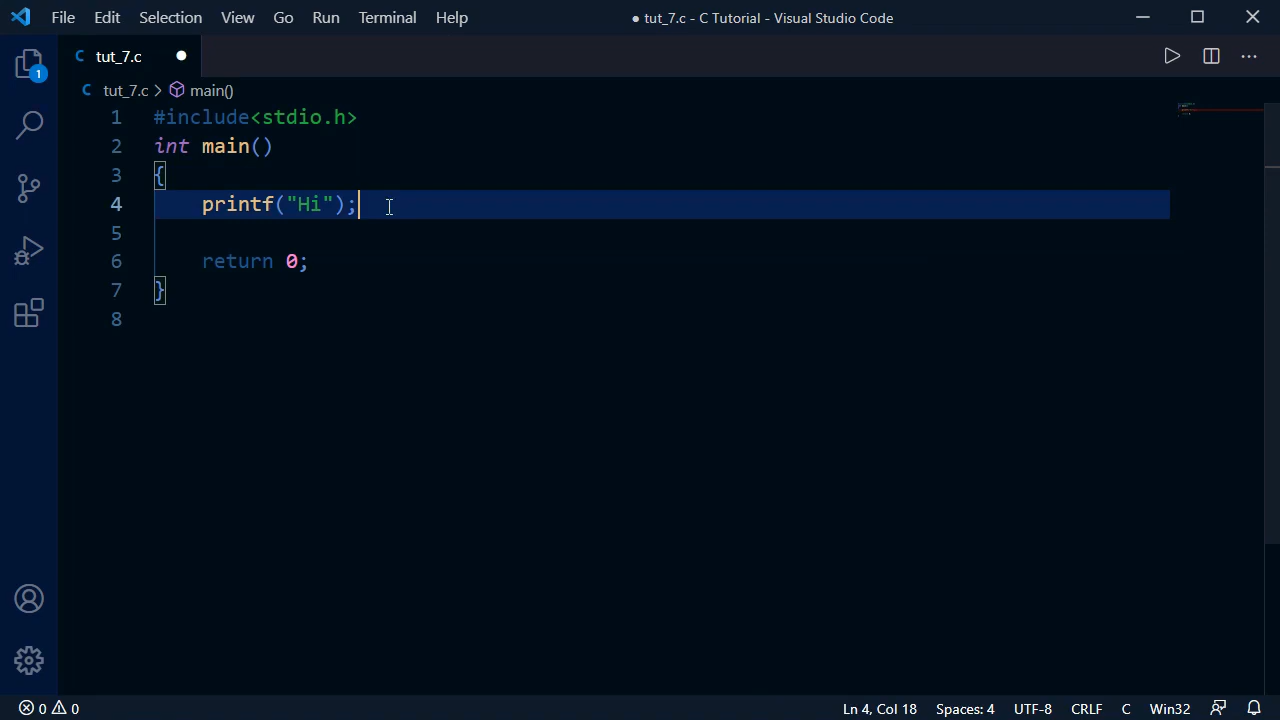 File Edit Selection View Go Run Terminal Help ● tut_7.c - C Tutorial - Visual Studio Code
C tut_7.c ●
1
C tut_7.c > main()
1 #include<stdio.h>
2 int main()
3 {
4 printf("Hi");
5
6 return 0;
7 }
8
0 0 Ln 4, Col 18 Spaces: 4 UTF-8 CRLF C Win32